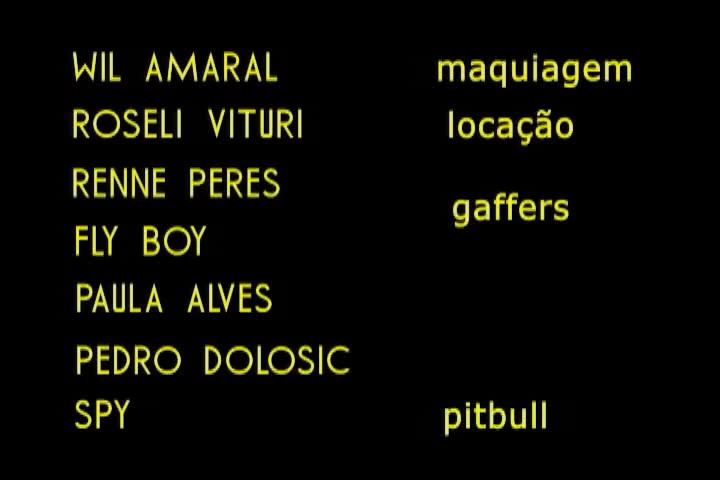 WIL AMARAL maquiagem
ROSELI VITURI locação
RENNE PERES
gaffers
FLY BOY
PAULA ALVES
PEDRO DOLOSIC
SPY pitbull